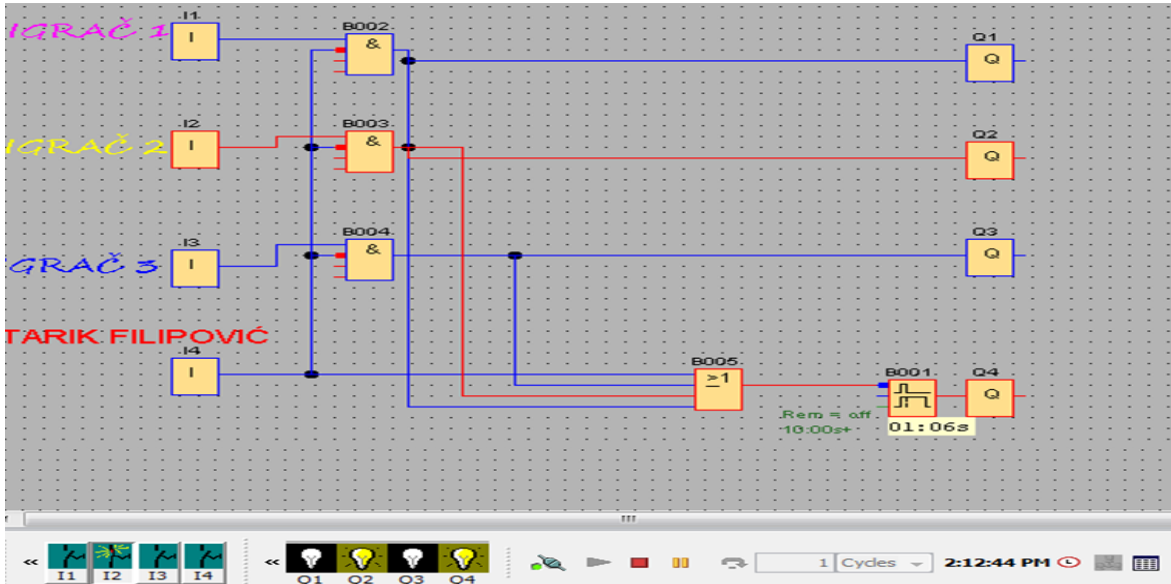 I1
IGRAČ 1
I
B002
&
Q1
Q
I2
IGRAČ 2
I
B003
&
Q2
Q
I3
IGRAČ 3
I
B004
&
Q3
Q
TARIK FILIPOVIĆ
I4
I
B005
≥1
B001
Q4
Q
Rem = off
10:00s+
01:06s
« I1 I2 I3 I4 « Q1 Q2 Q3 Q4 1 Cycles 2:12:44 PM